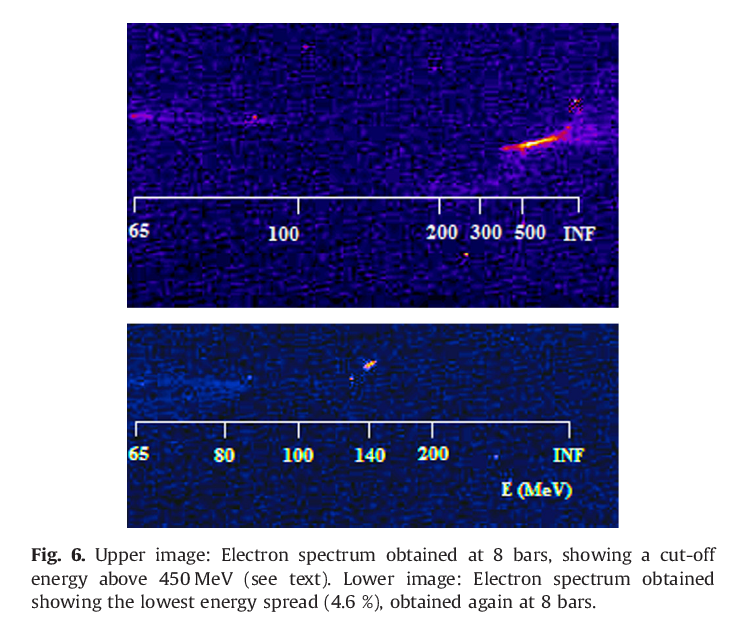 65 100 200 300 500 INF
65 80 100 140 200 INF
E (MeV)
Fig. 6. Upper image: Electron spectrum obtained at 8 bars, showing a cut-off
energy above 450 MeV (see text). Lower image: Electron spectrum obtained
showing the lowest energy spread (4.6 %), obtained again at 8 bars.